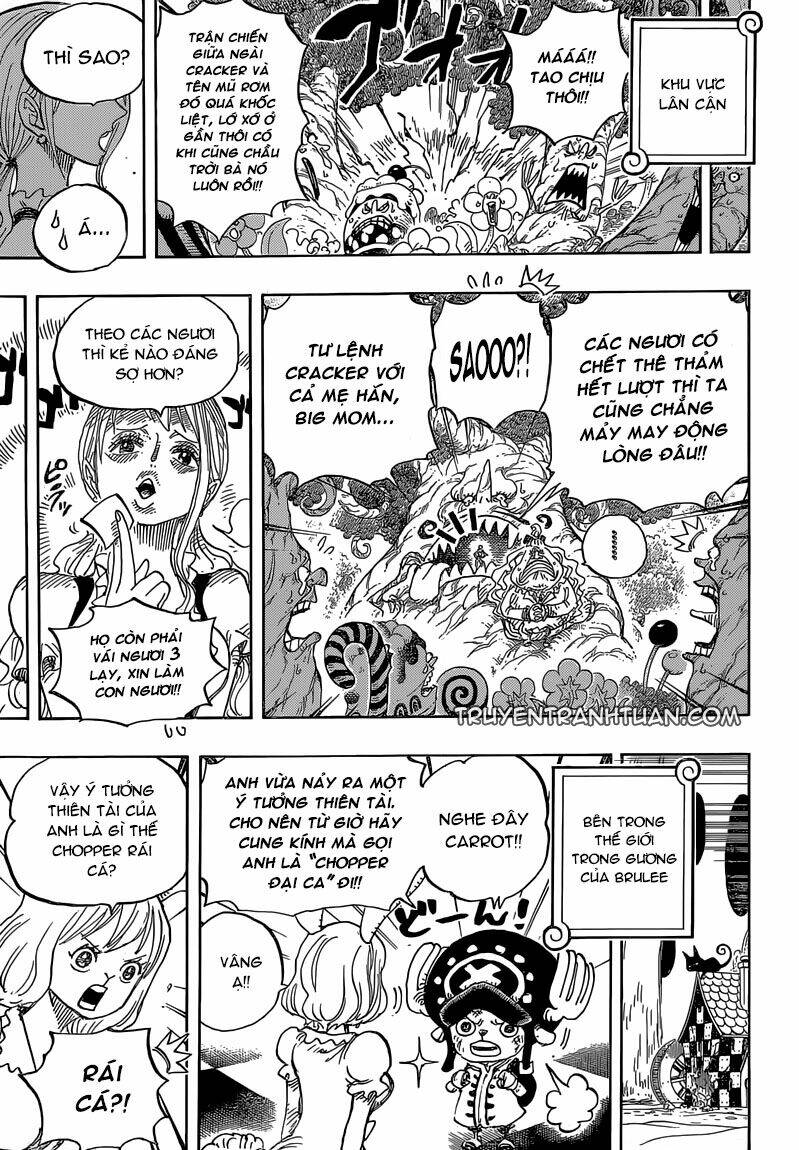 KHU VỰC
LÂN CẬN
MÁÁÁ!!
TAO CHỊU
THÔI!!!
TRẬN CHIẾN
GIỮA NGÀI
CRACKER VÀ
TÊN MŨ RƠM
ĐÓ QUÁ KHỐC
LIỆT, LỚ XỚ Ở
GẦN THÔI CÓ
KHI CŨNG CHẦU
TRỜI BÀ NÓ
LUÔN RỒI!!
THÌ SAO?
Á...
CÁC NGƯƠI CÓ
CHẾT THÊ THẢM
HẾT LƯỢT THÌ TA
CŨNG CHẲNG
MẢY MAY ĐỘNG
LÒNG ĐÂU!!
SAOOO?!
TƯ LỆNH
CRACKER VỚI
CẢ MẸ HẮN,
BIG MOM...
THEO CÁC NGƯƠI
THÌ KẺ NÀO ĐÁNG
SỢ HƠN?
HỌ CÒN PHẢI
VÁI NGƯƠI 3
LẠY, XIN LÀM
CON NGƯƠI!!
TRUYENTRANHTUAN.COM
BÊN TRONG
THẾ GIỚI
TRONG GƯƠNG
CỦA BRULEE
NGHE ĐÂY
CARROT!!
ANH VỪA NẢY RA MỘT
Ý TƯỞNG THIÊN TÀI.
CHO NÊN TỪ GIỜ HÃY
CUNG KÍNH MÀ GỌI
ANH LÀ “CHOPPER
ĐẠI CA” ĐI!!
どーん!
VÂNG
Ạ!!
VẬY Ý TƯỞNG
THIÊN TÀI CỦA
ANH LÀ GÌ THẾ
CHOPPER RÁI
CÁ?
RÁI
CÁ?!